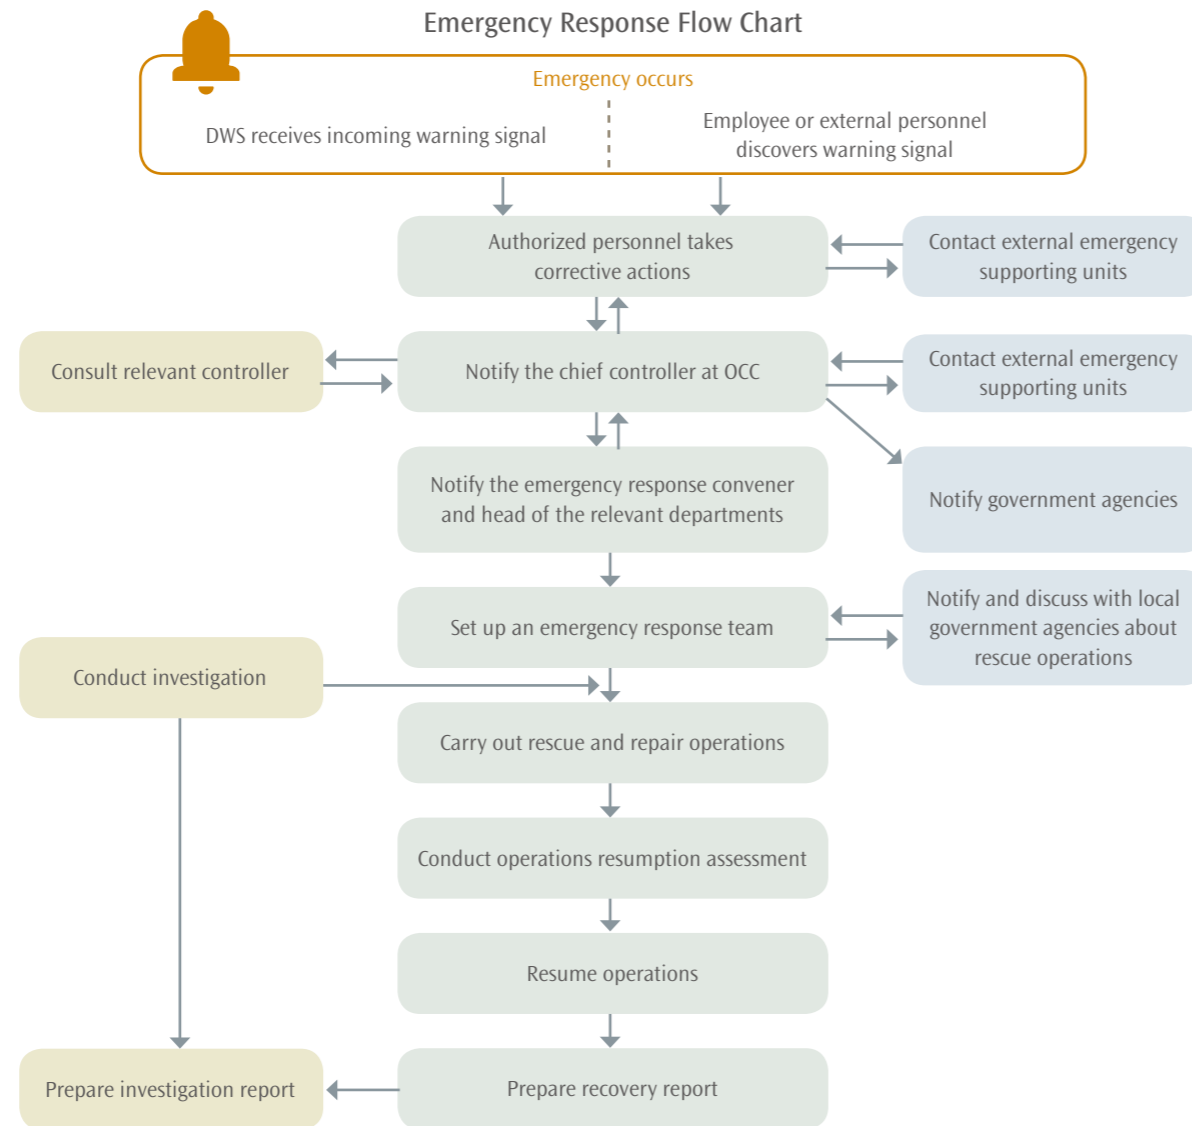 Emergency Response Flow Chart
Emergency occurs
DWS receives incoming warning signal
Employee or external personnel
discovers warning signal
Authorized personnel takes
corrective actions
Contact external emergency
supporting units
Consult relevant controller
Notify the chief controller at OCC
Contact external emergency
supporting units
Notify the emergency response convener
and head of the relevant departments
Notify government agencies
Set up an emergency response team
Notify and discuss with local
government agencies about
rescue operations
Conduct investigation
Carry out rescue and repair operations
Conduct operations resumption assessment
Resume operations
Prepare investigation report
Prepare recovery report